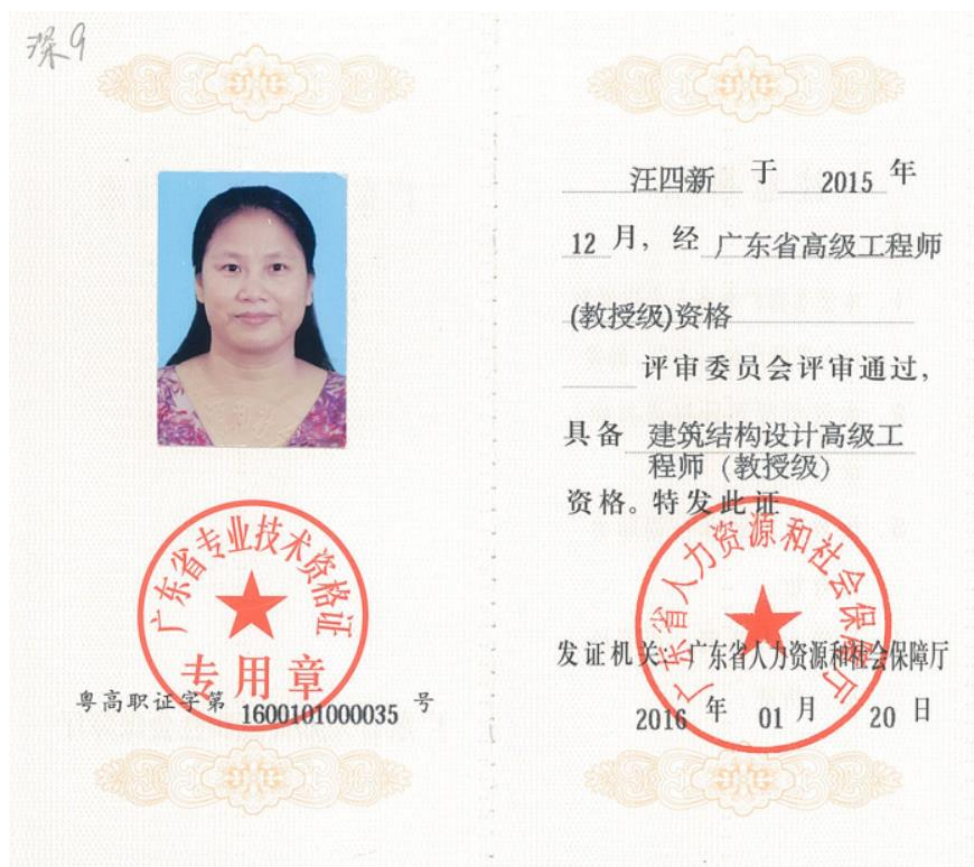 深9
广东省专业技术资格证
专用章
粤高职证字第 1600101000035 号
汪四新 于 2015 年
12 月，经 广东省高级工程师
(教授级)资格
评审委员会评审通过，
具备 建筑结构设计高级工
程师（教授级）
资格。特发此证
广东省人力资源和社会保障厅
发证机关：广东省人力资源和社会保障厅
2016 年 01 月 20 日